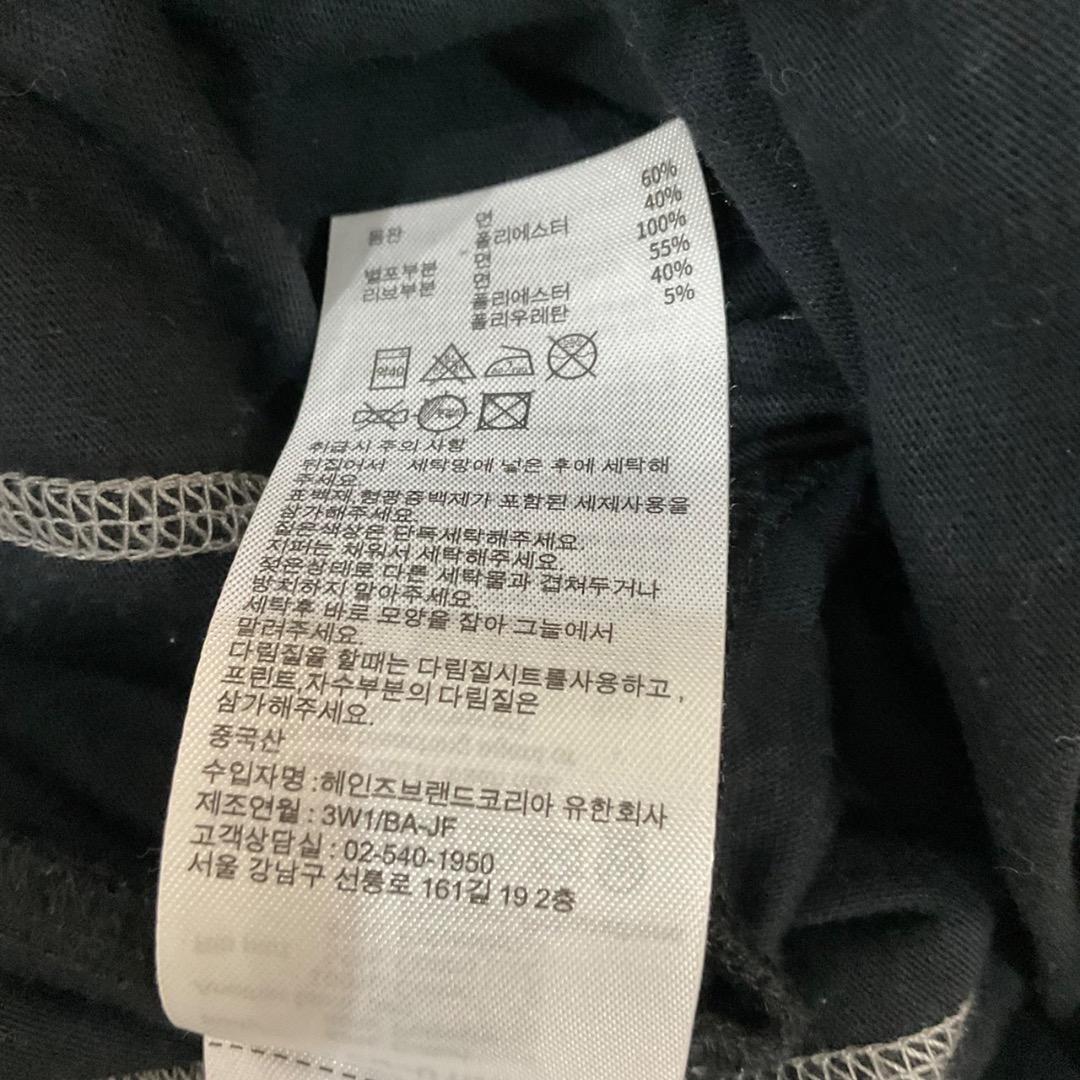 몸판 면 60%
폴리에스터 40%
별포부분 면 100%
리브부분 면 55%
폴리에스터 40%
폴리우레탄 5%
약40
취급시 주의 사항
뒤집어서 세탁망에 넣은 후에 세탁해
주세요.
표백제,형광증백제가 포함된 세제사용을
삼가해주세요.
짙은색상은 단독세탁해주세요.
지퍼는 채워서 세탁해주세요.
젖은상태로 다른 세탁물과 겹쳐두거나
방치하지 말아주세요.
세탁후 바로 모양을 잡아 그늘에서
말려주세요.
다림질을 할때는 다림질시트를사용하고 ,
프린트,자수부분의 다림질은
삼가해주세요.
중국산
수입자명 :헤인즈브랜드코리아 유한회사
제조연월 : 3W1/BA-JF
고객상담실 : 02-540-1950
서울 강남구 선릉로 161길 19 2층